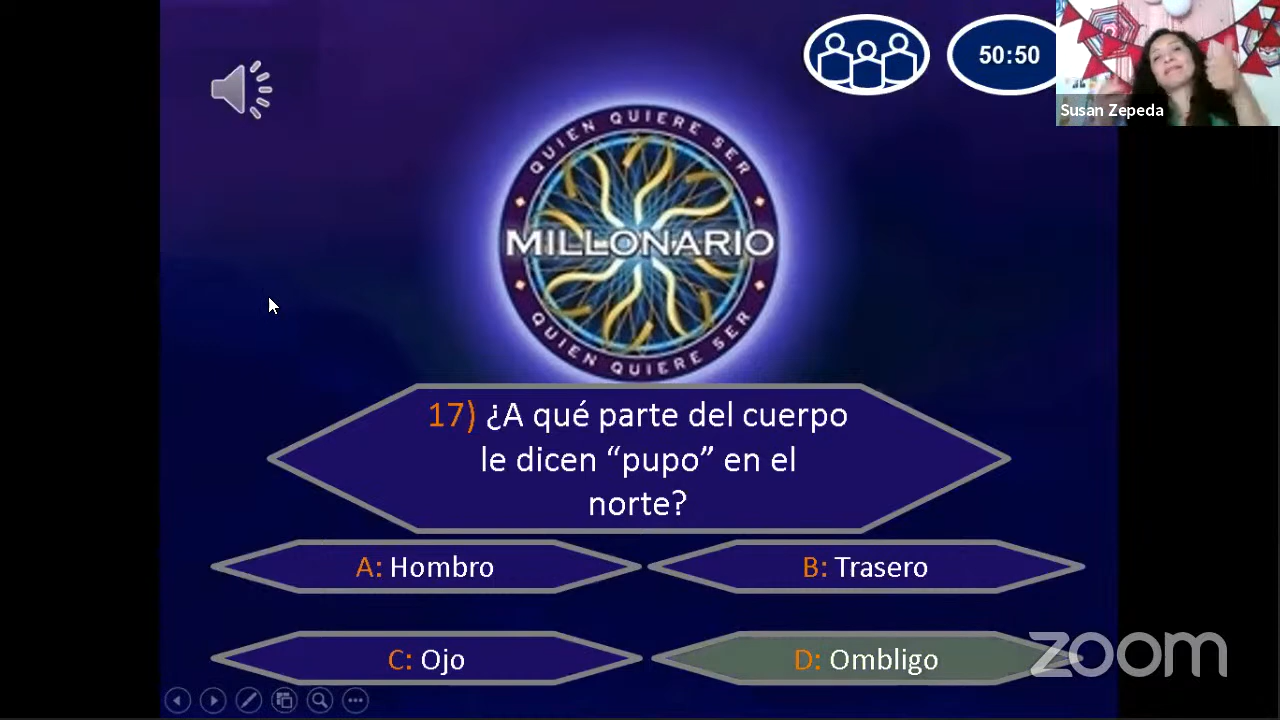 50:50
Susan Zepeda
QUIEN QUIERE SER
MILLONARIO
QUIEN QUIERE SER
17) ¿A qué parte del cuerpo
le dicen “pupo” en el
norte?
A: Hombro
B: Trasero
C: Ojo
D: Ombligo
zoom